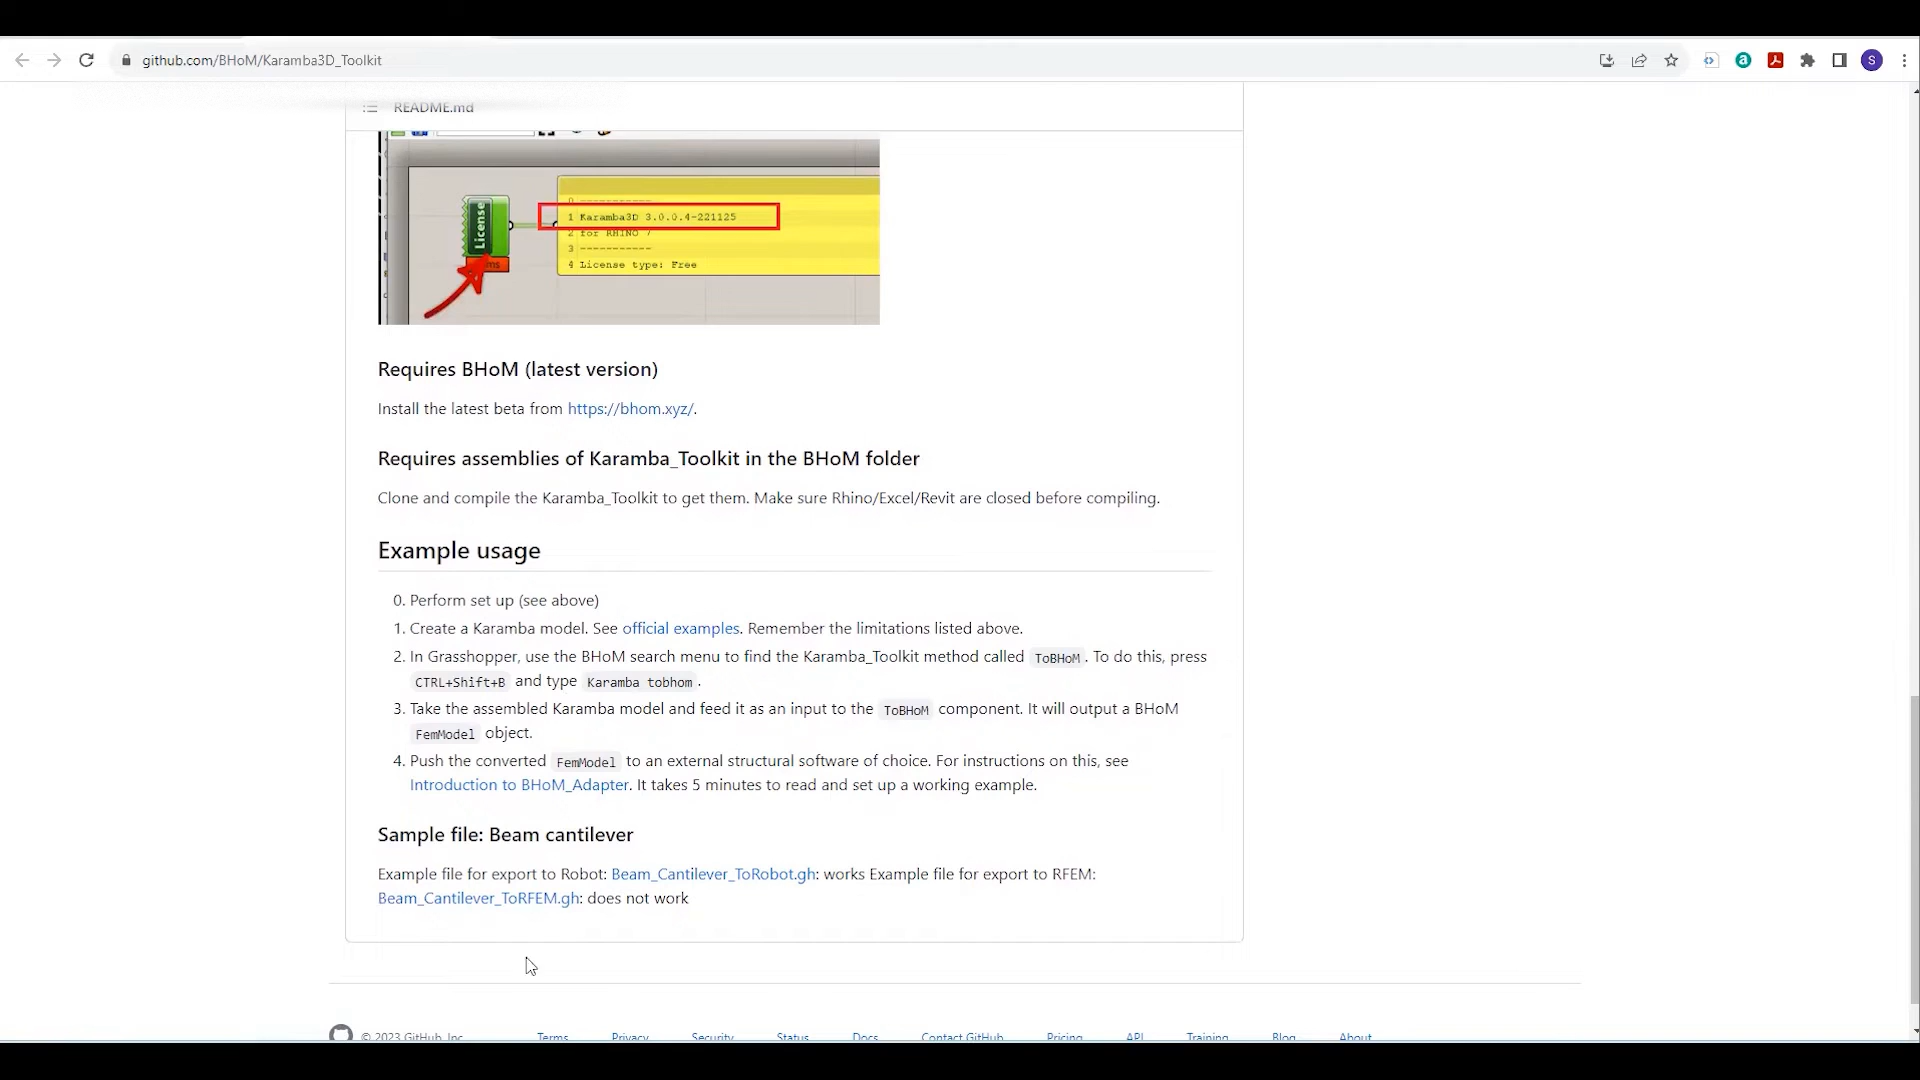 github.com/BHoM/Karamba3D_Toolkit
S
README.md
License
0 -----------
1 Karamba3D 3.0.0.4-221125
2 for RHINO 7
3 -----------
4 License type: Free
Requires BHoM (latest version)
Install the latest beta from https://bhom.xyz/.
Requires assemblies of Karamba_Toolkit in the BHoM folder
Clone and compile the Karamba_Toolkit to get them. Make sure Rhino/Excel/Revit are closed before compiling.
Example usage
0. Perform set up (see above)
1. Create a Karamba model. See official examples. Remember the limitations listed above.
2. In Grasshopper, use the BHoM search menu to find the Karamba_Toolkit method called ToBHoM. To do this, press
CTRL+Shift+B and type Karamba tobhom.
3. Take the assembled Karamba model and feed it as an input to the ToBHoM component. It will output a BHoM
FemModel object.
4. Push the converted FemModel to an external structural software of choice. For instructions on this, see
Introduction to BHoM_Adapter. It takes 5 minutes to read and set up a working example.
Sample file: Beam cantilever
Example file for export to Robot: Beam_Cantilever_ToRobot.gh: works Example file for export to RFEM:
Beam_Cantilever_ToRFEM.gh: does not work
© 2023 GitHub, Inc. Terms Privacy Security Status Docs Contact GitHub Pricing API Training Blog About